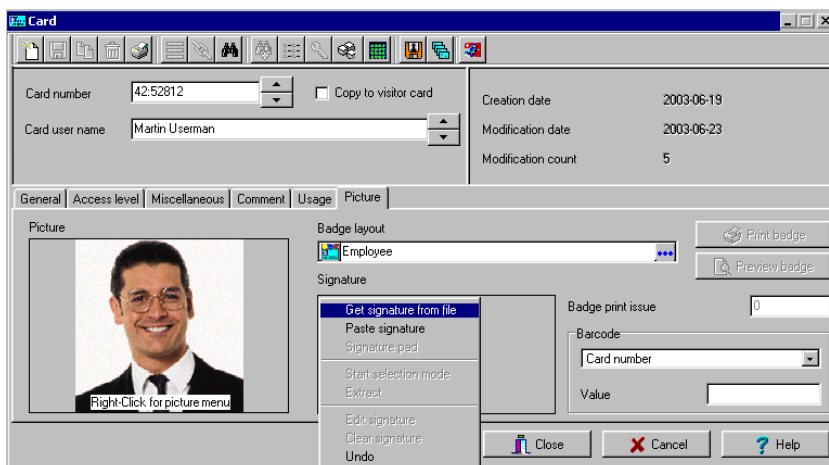 Card
Card number
42:52812
Copy to visitor card
Card user name
Martin Userman
Creation date
2003-06-19
Modification date
2003-06-23
Modification count
5
General
Access level
Miscellaneous
Comment
Usage
Picture
Picture
Right-Click for picture menu
Badge layout
Employee
Print badge
Preview badge
Signature
Get signature from file
Paste signature
Signature pad
Start selection mode
Extract
Edit signature
Clear signature
Undo
Badge print issue
0
Barcode
Card number
Value
Close
Cancel
Help